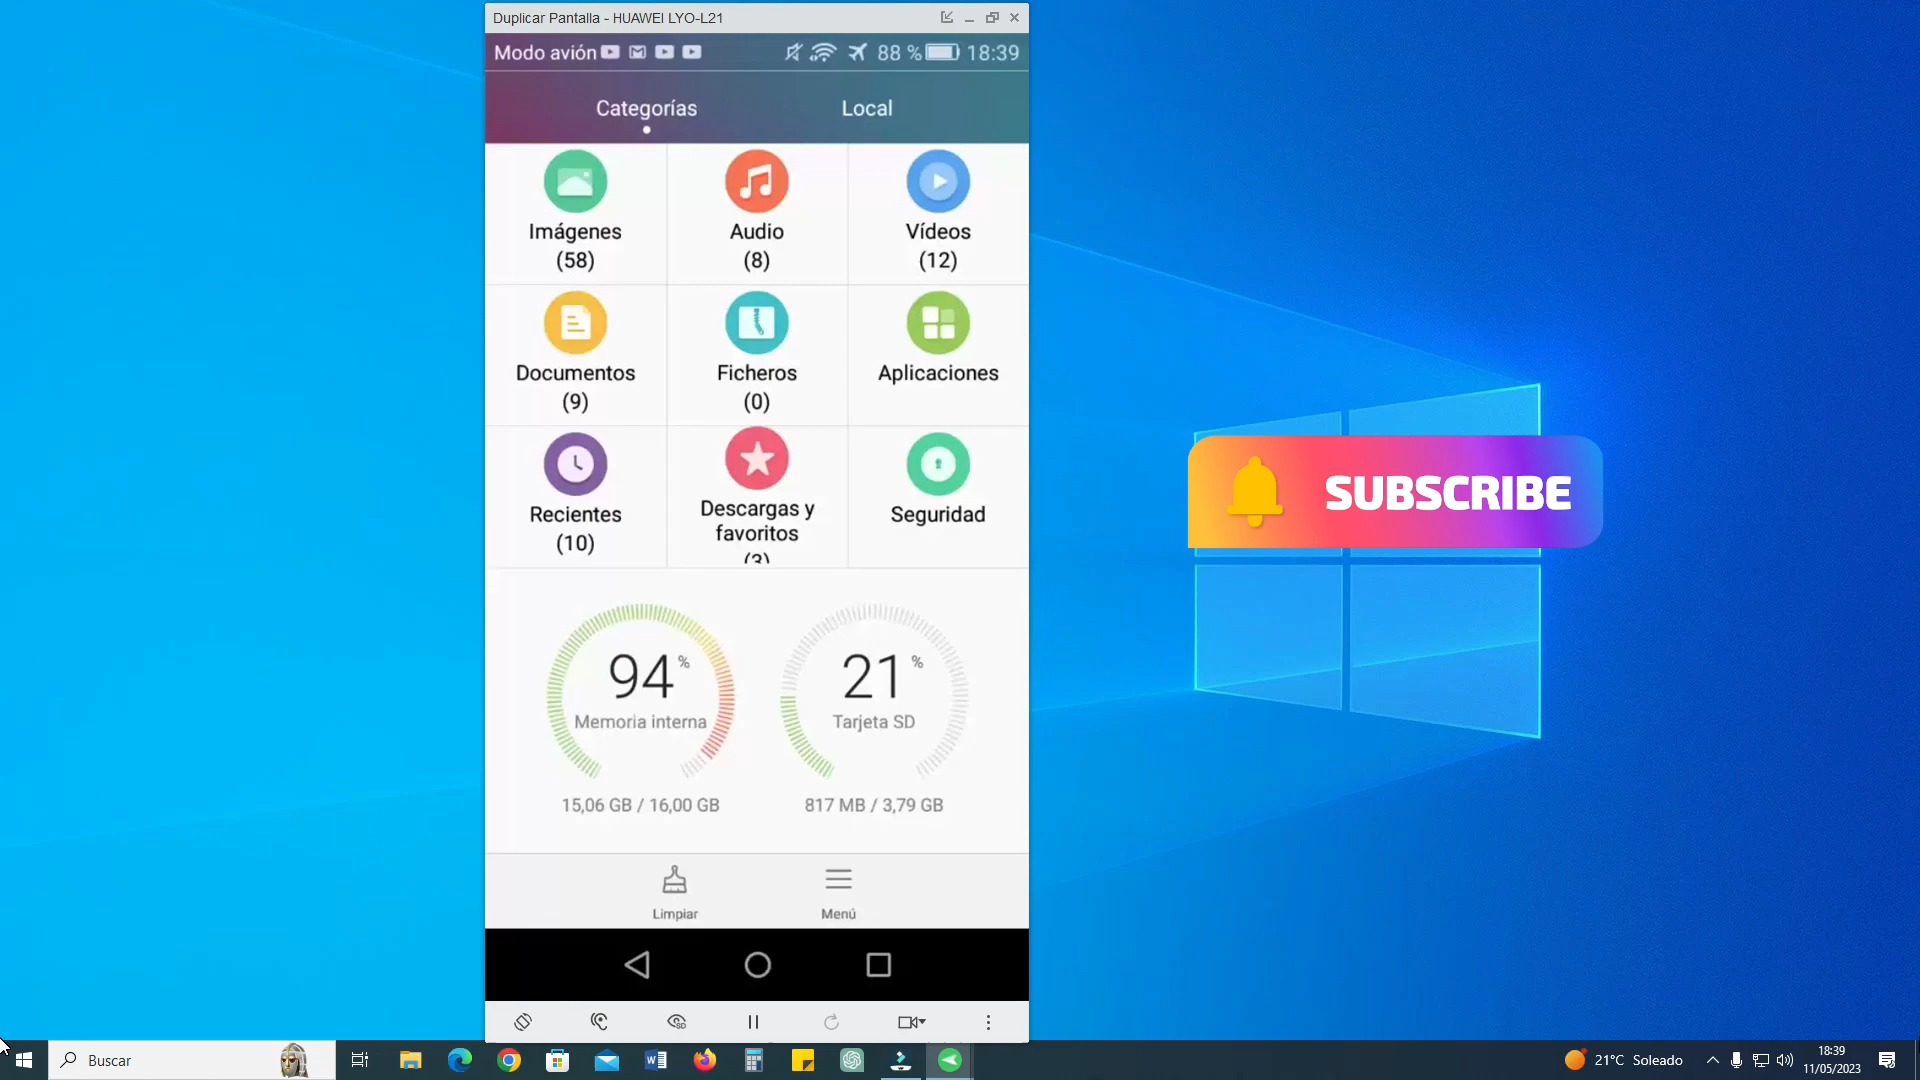 Duplicar Pantalla - HUAWEI LYO-L21
Modo avión 88 % 18:39
Categorías Local
Imágenes Audio Vídeos
(58) (8) (12)
Documentos Ficheros Aplicaciones
(9) (0)
Recientes Descargas y favoritos Seguridad
(10) (3)
SUBSCRIBE
94 % 21 %
Memoria interna Tarjeta SD
15,06 GB / 16,00 GB 817 MB / 3,79 GB
Limpiar Menú
Buscar 21°C Soleado 18:39
11/05/2023